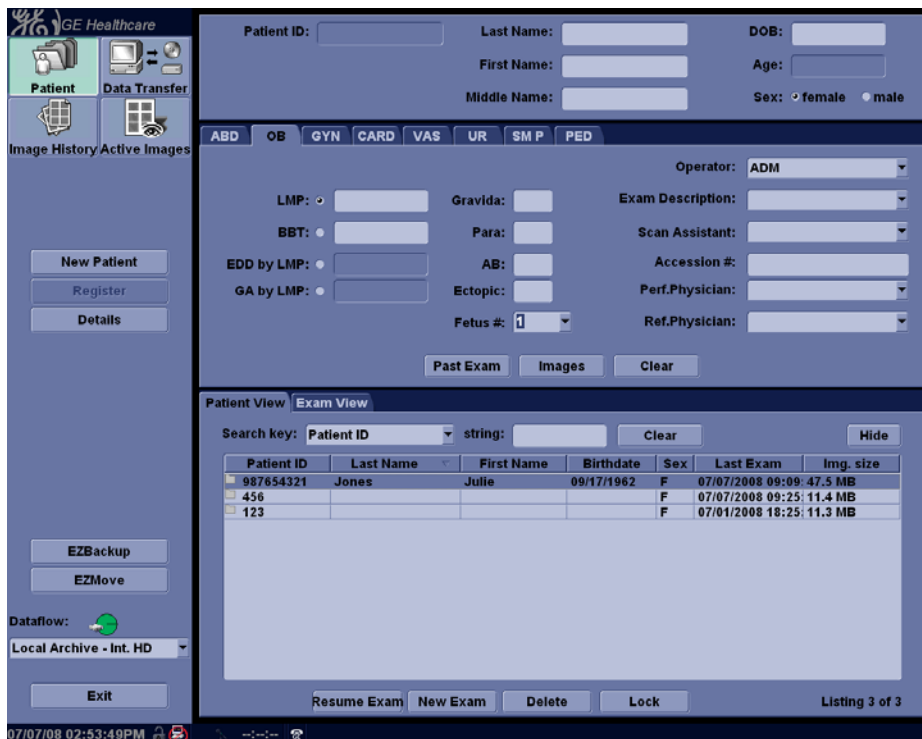 GE Healthcare
Patient Data Transfer
Image History Active Images
New Patient
Register
Details
EZBackup
EZMove
Dataflow:
Local Archive - Int. HD
Exit
Patient ID: Last Name: DOB:
First Name: Age:
Middle Name: Sex: female male
ABD OB GYN CARD VAS UR SM P PED
Operator: ADM
LMP: Gravida: Exam Description:
BBT: Para: Scan Assistant:
EDD by LMP: AB: Accession #:
GA by LMP: Ectopic: Perf.Physician:
Fetus #: 1 Ref.Physician:
Past Exam Images Clear
Patient View Exam View
Search key: Patient ID string: Clear Hide
Patient ID Last Name First Name Birthdate Sex Last Exam Img. size
987654321 Jones Julie 09/17/1962 F 07/07/2008 09:09: 47.5 MB
456 F 07/07/2008 09:25: 11.4 MB
123 F 07/01/2008 18:25: 11.3 MB
Resume Exam New Exam Delete Lock Listing 3 of 3
07/07/08 02:53:49PM --:--:--